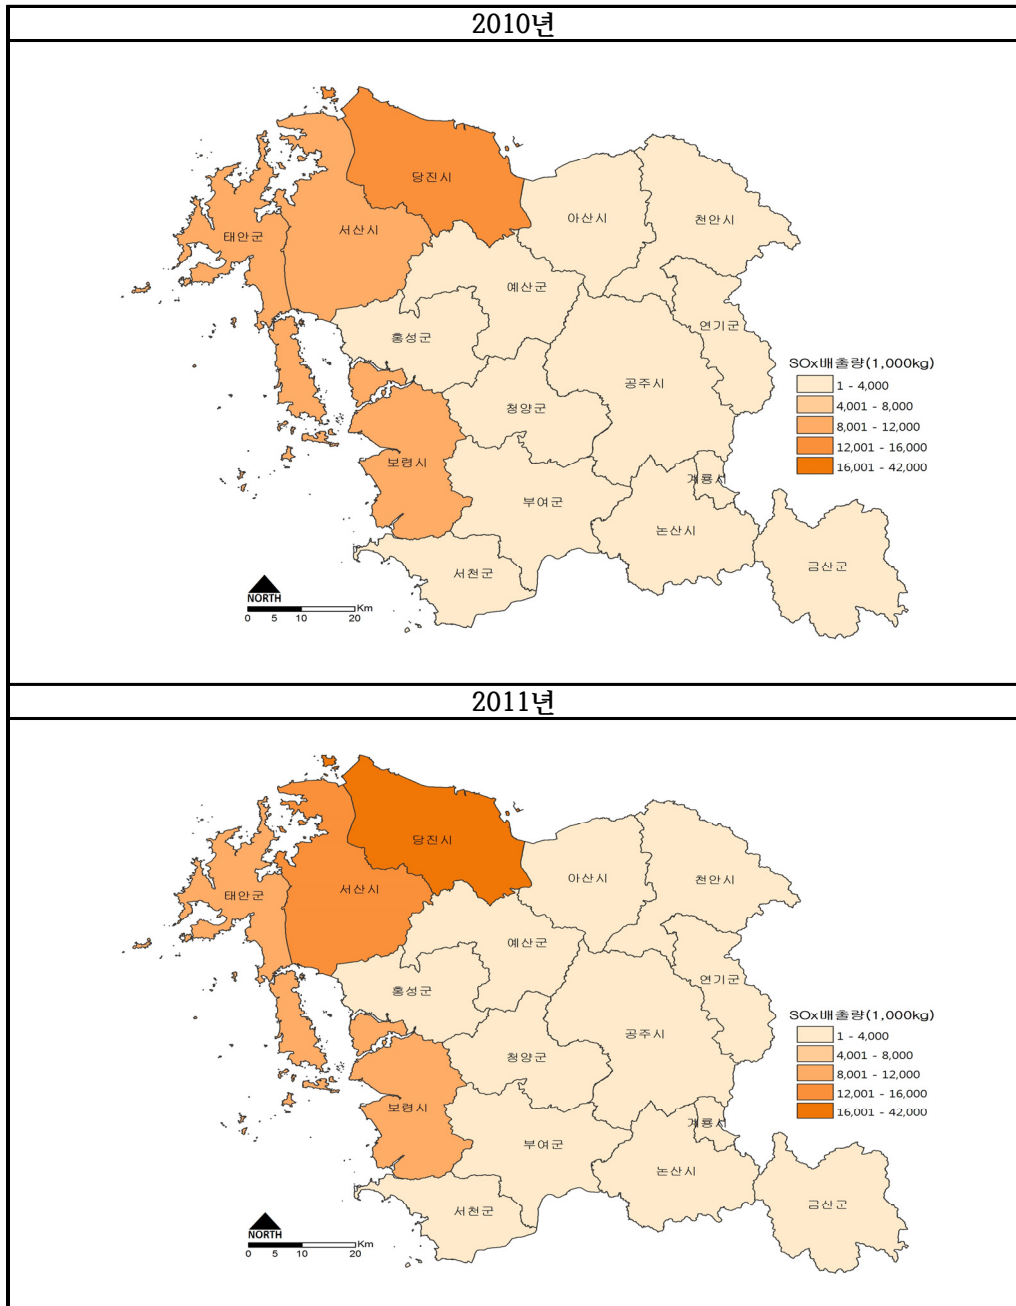 2010년
당진시
아산시
천안시
태안군
서산시
예산군
연기군
홍성군
SOx배출량(1,000kg)
공주시
1 - 4,000
청양군
4,001 - 8,000
8,001 - 12,000
12,001 - 16,000
보령시
16,001 - 42,000
계룡시
부여군
논산시
금산군
서천군
NORTH
Km
0 5 10 20
2011년
당진시
아산시
천안시
태안군
서산시
예산군
연기군
홍성군
SOx배출량(1,000kg)
공주시
1 - 4,000
청양군
4,001 - 8,000
8,001 - 12,000
12,001 - 16,000
보령시
16,001 - 42,000
계룡시
부여군
논산시
금산군
서천군
NORTH
Km
0 5 10 20